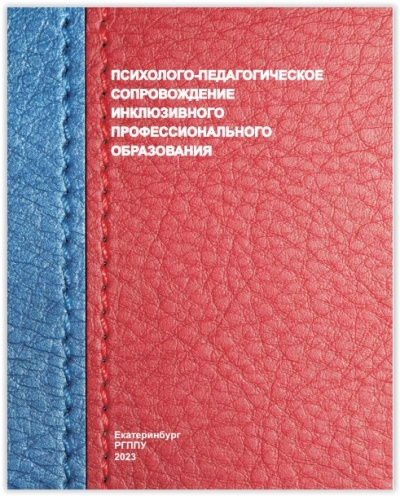 ПСИХОЛОГО-ПЕДАГОГИЧЕСКОЕ
СОПРОВОЖДЕНИЕ
ИНКЛЮЗИВНОГО
ПРОФЕССИОНАЛЬНОГО
ОБРАЗОВАНИЯ
Екатеринбург
РГППУ
2023